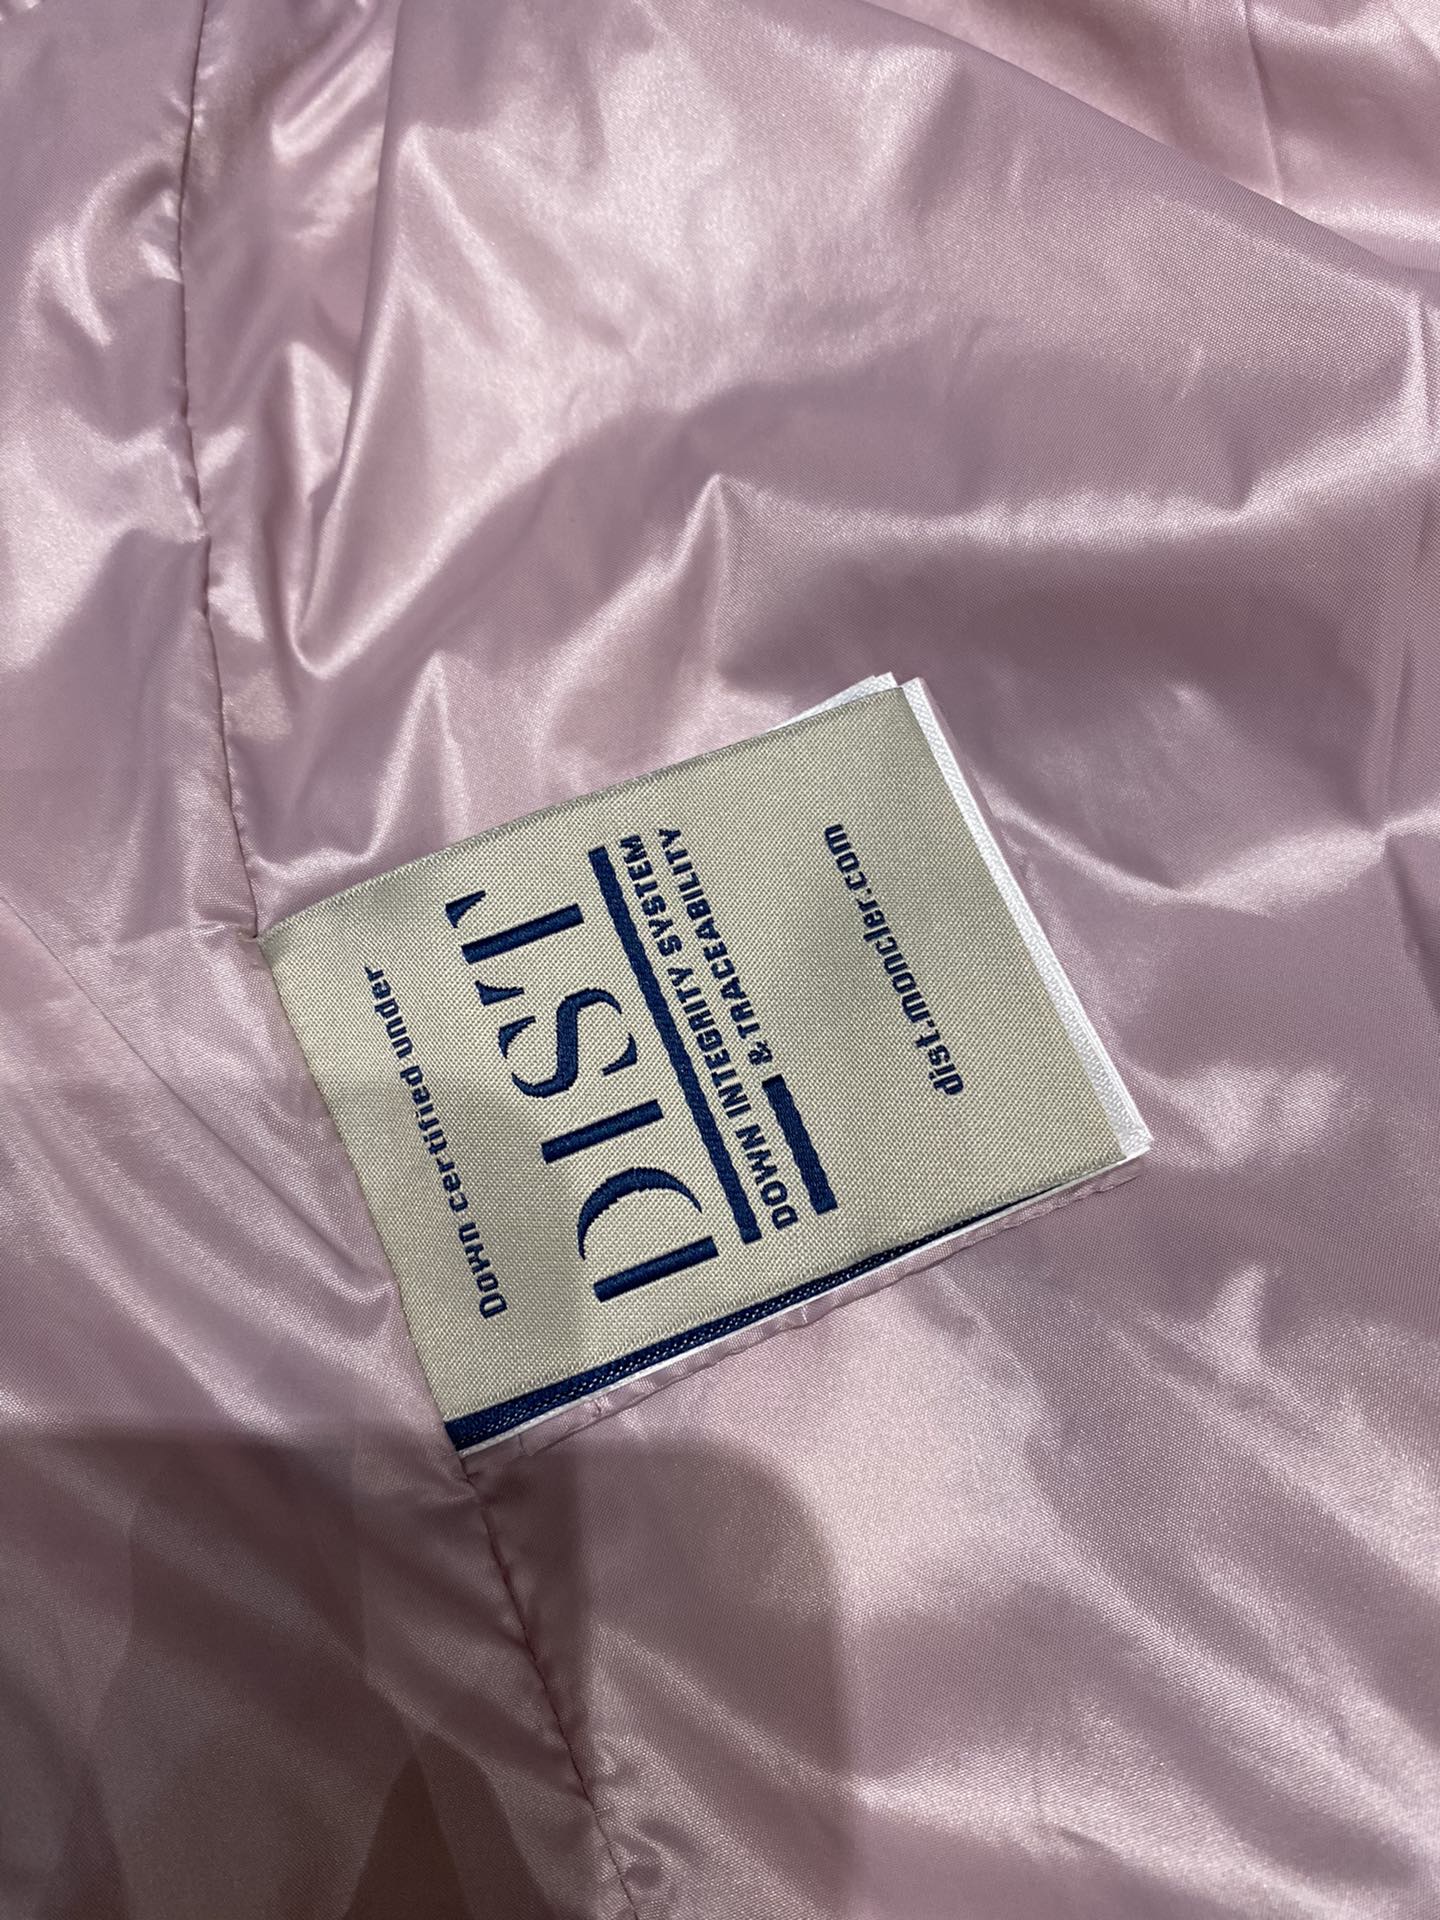 Down certified under
DIST
DOWN INTEGRITY SYSTEM
& TRACEABILITY
dist.moncler.com